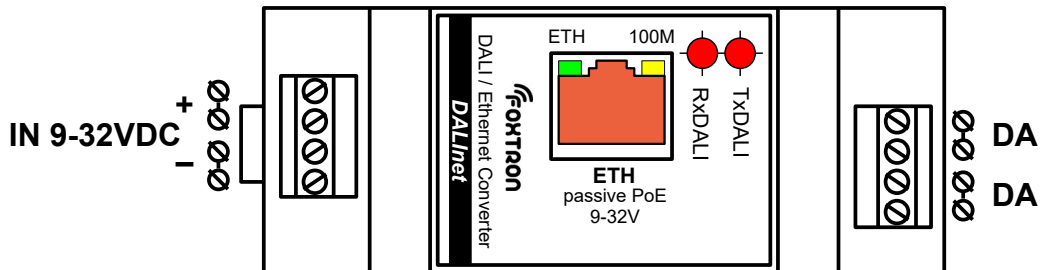 +
IN 9-32VDC
−
DALI / Ethernet Converter
FOXTRON
DALInet
ETH 100M
RxDALI
TxDALI
ETH
passive PoE
9-32V
DA
DA